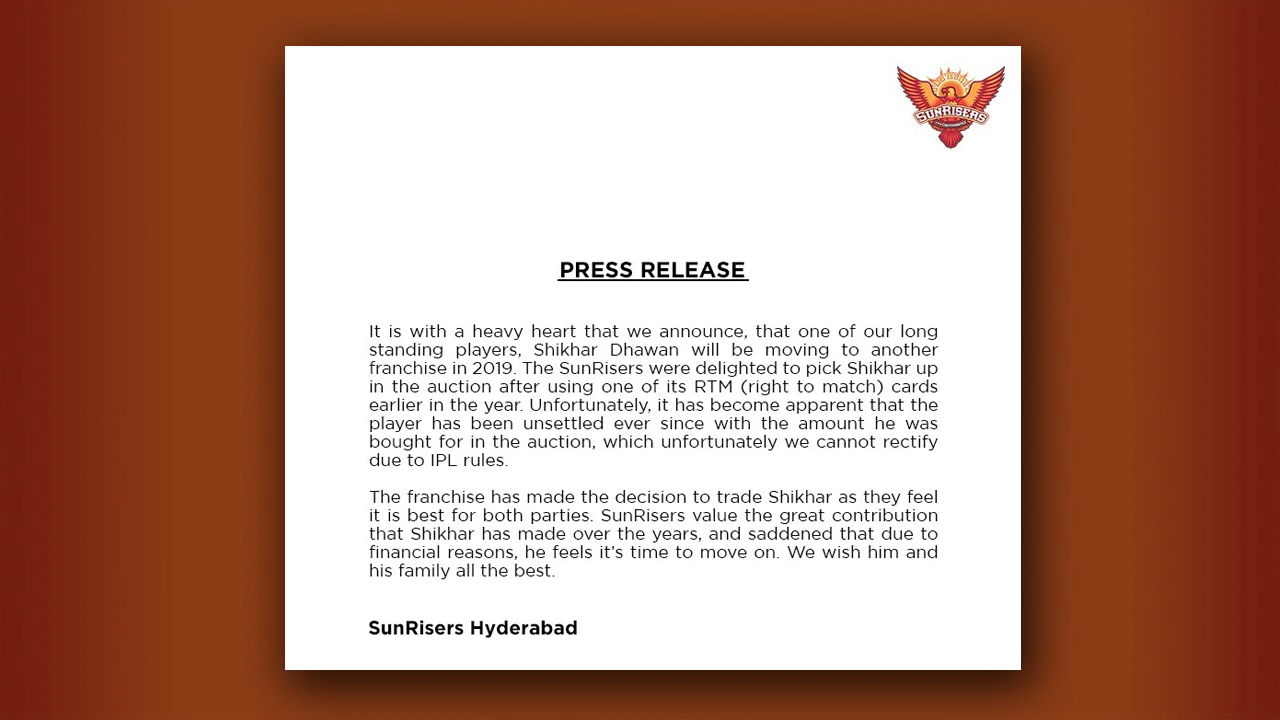 SUNRISERS
PRESS RELEASE
It is with a heavy heart that we announce, that one of our long
standing players, Shikhar Dhawan will be moving to another
franchise in 2019. The SunRisers were delighted to pick Shikhar up
in the auction after using one of its RTM (right to match) cards
earlier in the year. Unfortunately, it has become apparent that the
player has been unsettled ever since with the amount he was
bought for in the auction, which unfortunately we cannot rectify
due to IPL rules.
The franchise has made the decision to trade Shikhar as they feel
it is best for both parties. SunRisers value the great contribution
that Shikhar has made over the years, and saddened that due to
financial reasons, he feels it's time to move on. We wish him and
his family all the best.
SunRisers Hyderabad